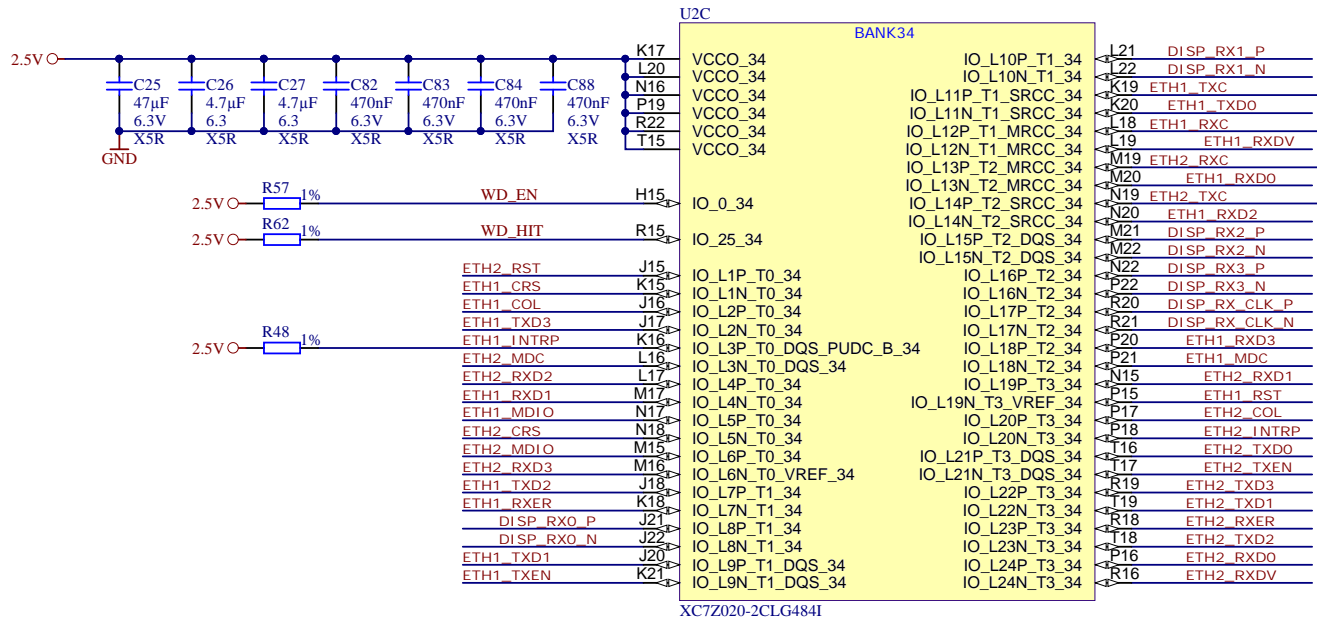 U2C
BANK34
2.5V
C25
47µF
6.3V
X5R
C26
4.7µF
6.3
X5R
C27
4.7µF
6.3
X5R
C82
470nF
6.3V
X5R
C83
470nF
6.3V
X5R
C84
470nF
6.3V
X5R
C88
470nF
6.3V
X5R
GND
K17 VCCO_34
L20 VCCO_34
N16 VCCO_34
P19 VCCO_34
R22 VCCO_34
T15 VCCO_34
2.5V R57 1% WD_EN H15 IO_0_34
2.5V R62 1% WD_HIT R15 IO_25_34
ETH2_RST J15 IO_L1P_T0_34
ETH1_CRS K15 IO_L1N_T0_34
ETH1_COL J16 IO_L2P_T0_34
ETH1_TXD3 J17 IO_L2N_T0_34
2.5V R48 1% ETH1_INTRP K16 IO_L3P_T0_DQS_PUDC_B_34
ETH2_MDC L16 IO_L3N_T0_DQS_34
ETH2_RXD2 L17 IO_L4P_T0_34
ETH1_RXD1 M17 IO_L4N_T0_34
ETH1_MDIO N17 IO_L5P_T0_34
ETH2_CRS N18 IO_L5N_T0_34
ETH2_MDIO M15 IO_L6P_T0_34
ETH2_RXD3 M16 IO_L6N_T0_VREF_34
ETH1_TXD2 J18 IO_L7P_T1_34
ETH1_RXER K18 IO_L7N_T1_34
DISP_RX0_P J21 IO_L8P_T1_34
DISP_RX0_N J22 IO_L8N_T1_34
ETH1_TXD1 J20 IO_L9P_T1_DQS_34
ETH1_TXEN K21 IO_L9N_T1_DQS_34
IO_L10P_T1_34 L21 DISP_RX1_P
IO_L10N_T1_34 L22 DISP_RX1_N
IO_L11P_T1_SRCC_34 K19 ETH1_TXC
IO_L11N_T1_SRCC_34 K20 ETH1_TXD0
IO_L12P_T1_MRCC_34 L18 ETH1_RXC
IO_L12N_T1_MRCC_34 L19 ETH1_RXDV
IO_L13P_T2_MRCC_34 M19 ETH2_RXC
IO_L13N_T2_MRCC_34 M20 ETH1_RXD0
IO_L14P_T2_SRCC_34 N19 ETH2_TXC
IO_L14N_T2_SRCC_34 N20 ETH1_RXD2
IO_L15P_T2_DQS_34 M21 DISP_RX2_P
IO_L15N_T2_DQS_34 M22 DISP_RX2_N
IO_L16P_T2_34 N22 DISP_RX3_P
IO_L16N_T2_34 P22 DISP_RX3_N
IO_L17P_T2_34 R20 DISP_RX_CLK_P
IO_L17N_T2_34 R21 DISP_RX_CLK_N
IO_L18P_T2_34 P20 ETH1_RXD3
IO_L18N_T2_34 P21 ETH1_MDC
IO_L19P_T3_34 N15 ETH2_RXD1
IO_L19N_T3_VREF_34 P15 ETH1_RST
IO_L20P_T3_34 P17 ETH2_COL
IO_L20N_T3_34 P18 ETH2_INTRP
IO_L21P_T3_DQS_34 T16 ETH2_TXD0
IO_L21N_T3_DQS_34 T17 ETH2_TXEN
IO_L22P_T3_34 R19 ETH2_TXD3
IO_L22N_T3_34 T19 ETH2_TXD1
IO_L23P_T3_34 R18 ETH2_RXER
IO_L23N_T3_34 T18 ETH2_TXD2
IO_L24P_T3_34 P16 ETH2_RXD0
IO_L24N_T3_34 R16 ETH2_RXDV
XC7Z020-2CLG484I